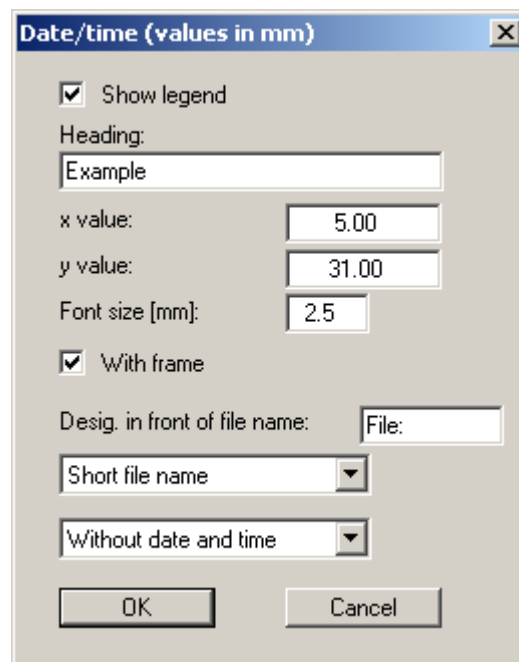 Date/time (values in mm)
Show legend
Heading:
Example
x value: 5.00
y value: 31.00
Font size [mm]: 2.5
With frame
Desig. in front of file name: File:
Short file name
Without date and time
OK Cancel